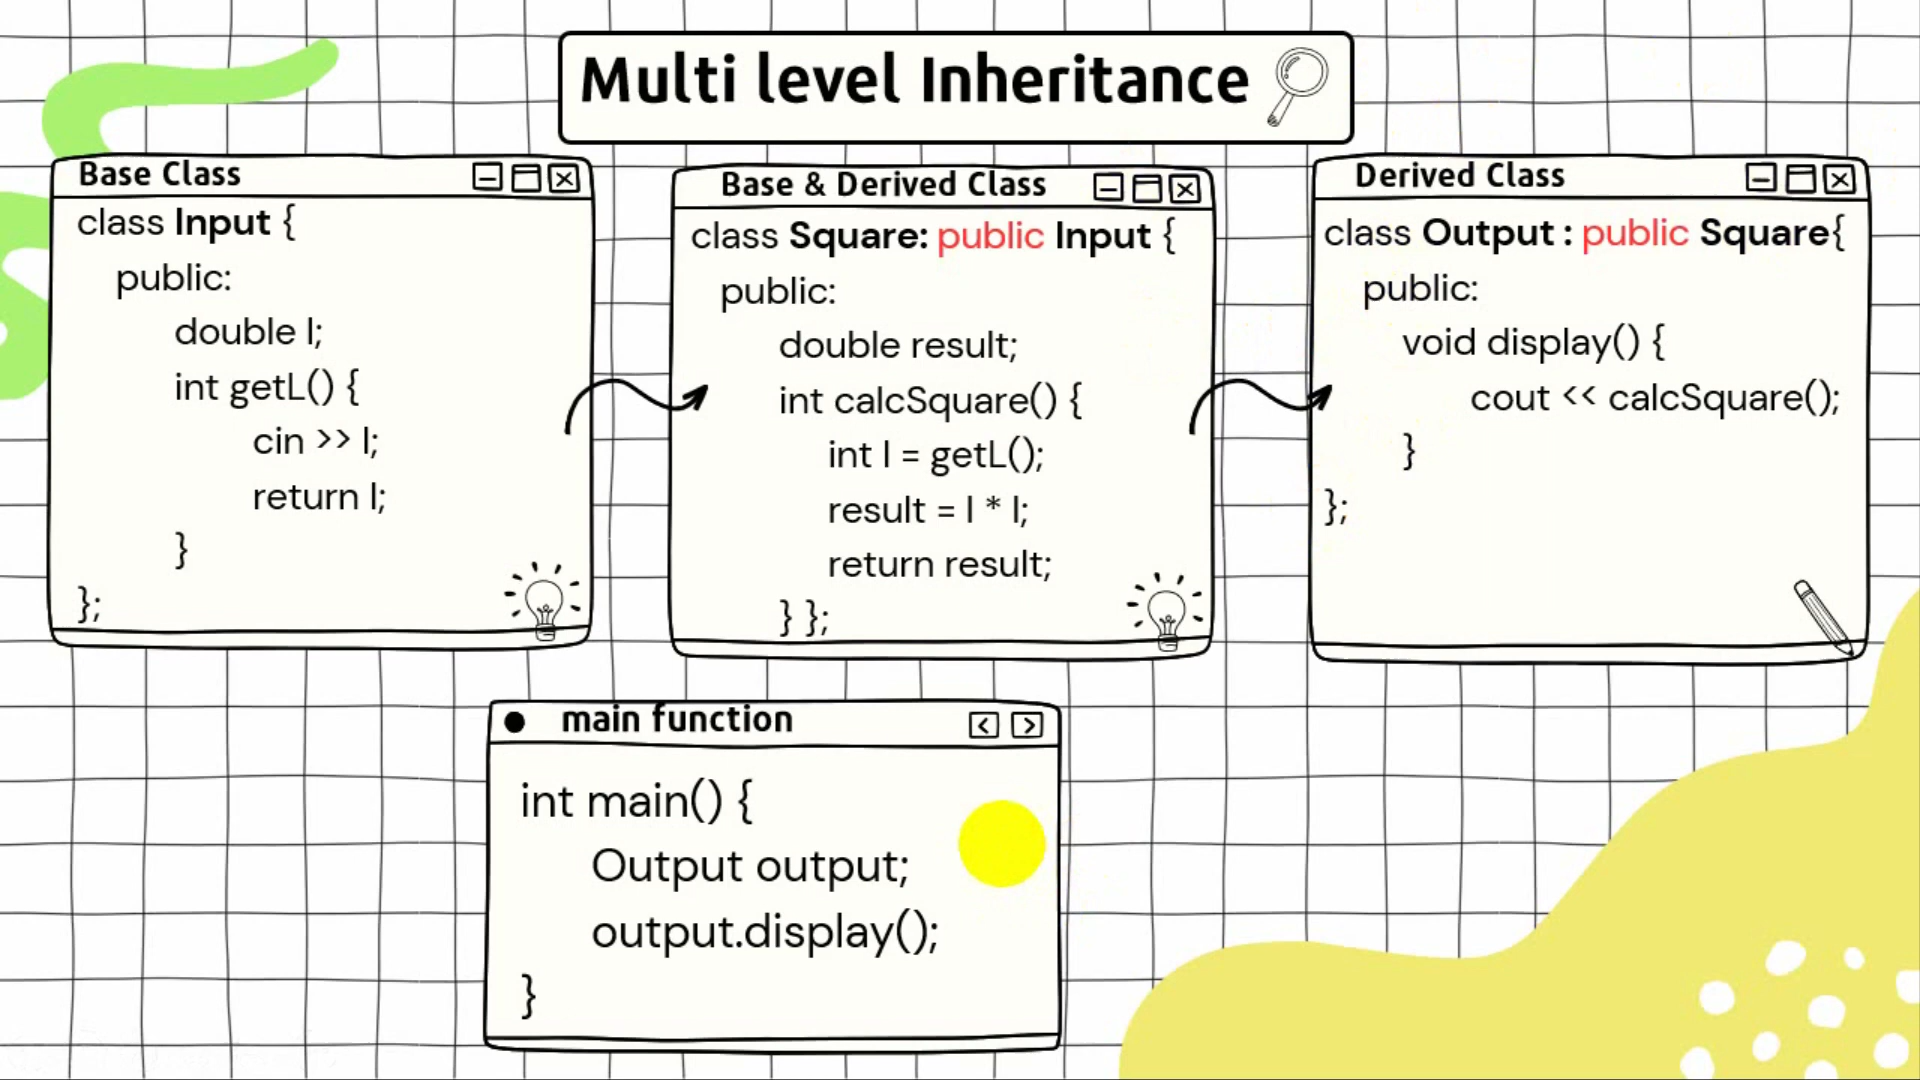 Multi level Inheritance
Base Class
class Input {
public:
double l;
int getL() {
cin >> l;
return l;
}
};
Base & Derived Class
class Square: public Input {
public:
double result;
int calcSquare() {
int l = getL();
result = l * l;
return result;
} };
Derived Class
class Output : public Square{
public:
void display() {
cout << calcSquare();
}
};
main function
int main() {
Output output;
output.display();
}